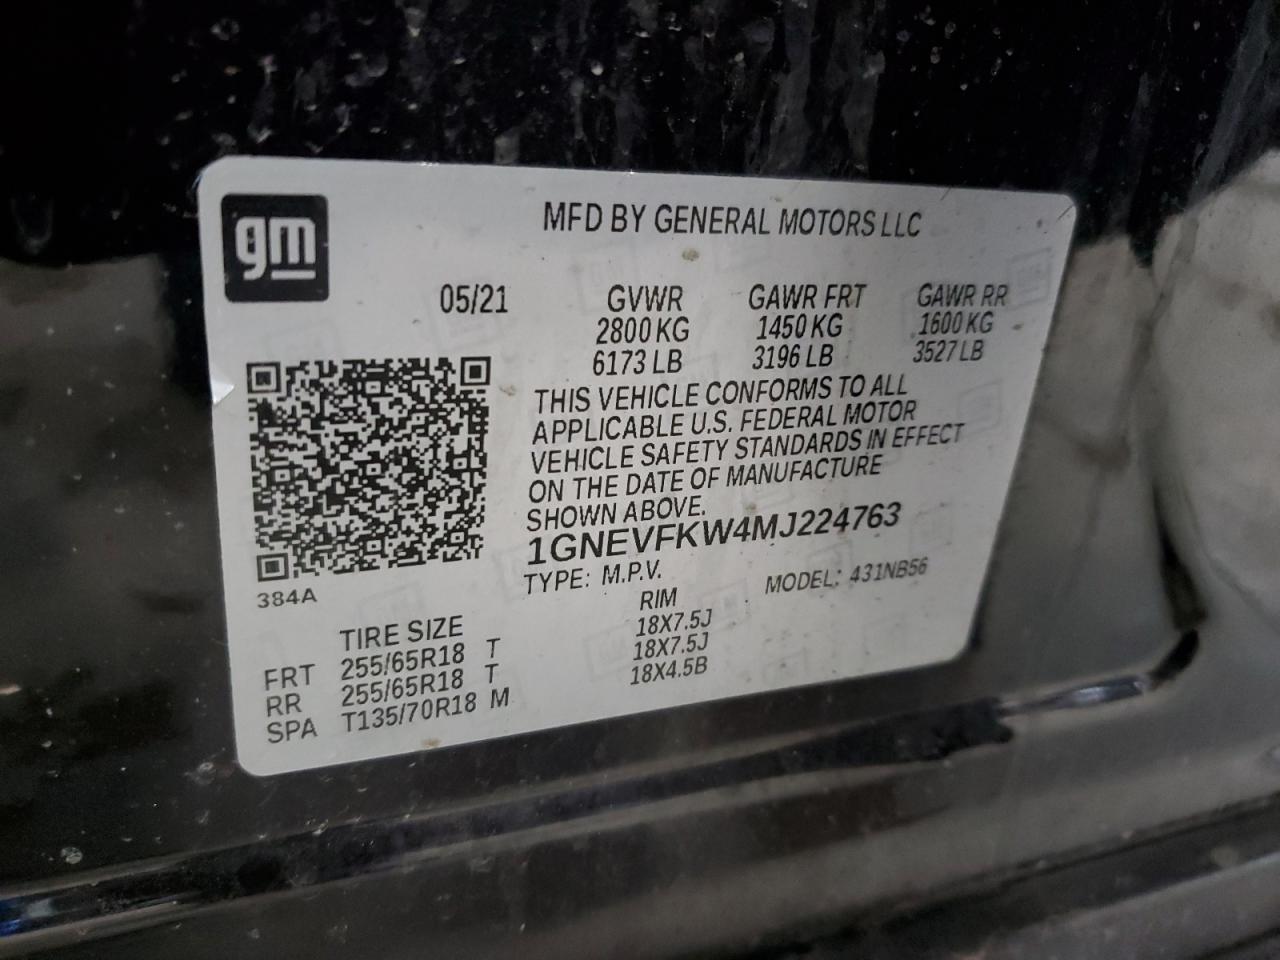 gm
MFD BY GENERAL MOTORS LLC
05/21 GVWR GAWR FRT GAWR RR
2800 KG 1450 KG 1600 KG
6173 LB 3196 LB 3527 LB
THIS VEHICLE CONFORMS TO ALL
APPLICABLE U.S. FEDERAL MOTOR
VEHICLE SAFETY STANDARDS IN EFFECT
ON THE DATE OF MANUFACTURE
SHOWN ABOVE.
1GNEVFKW4MJ224763
TYPE: M.P.V. MODEL: 431NB56
384A
TIRE SIZE RIM
FRT 255/65R18 T 18X7.5J
RR 255/65R18 T 18X7.5J
SPA T135/70R18 M 18X4.5B